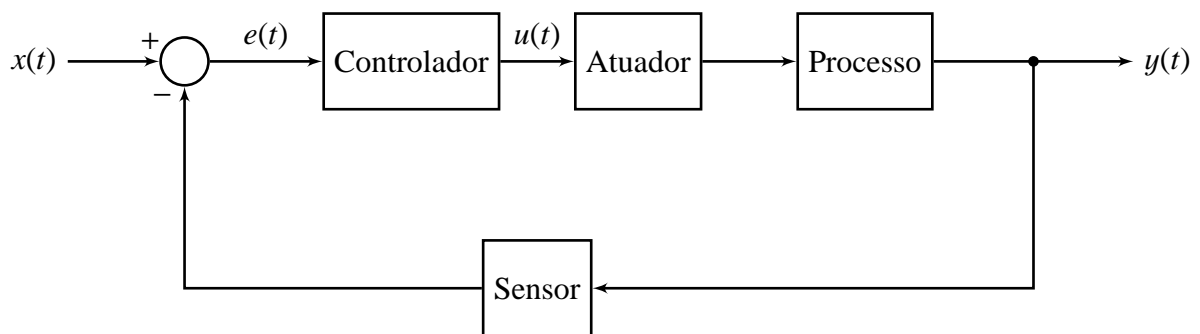 x(t)
+
−
e(t)
Controlador
u(t)
Atuador
Processo
y(t)
Sensor